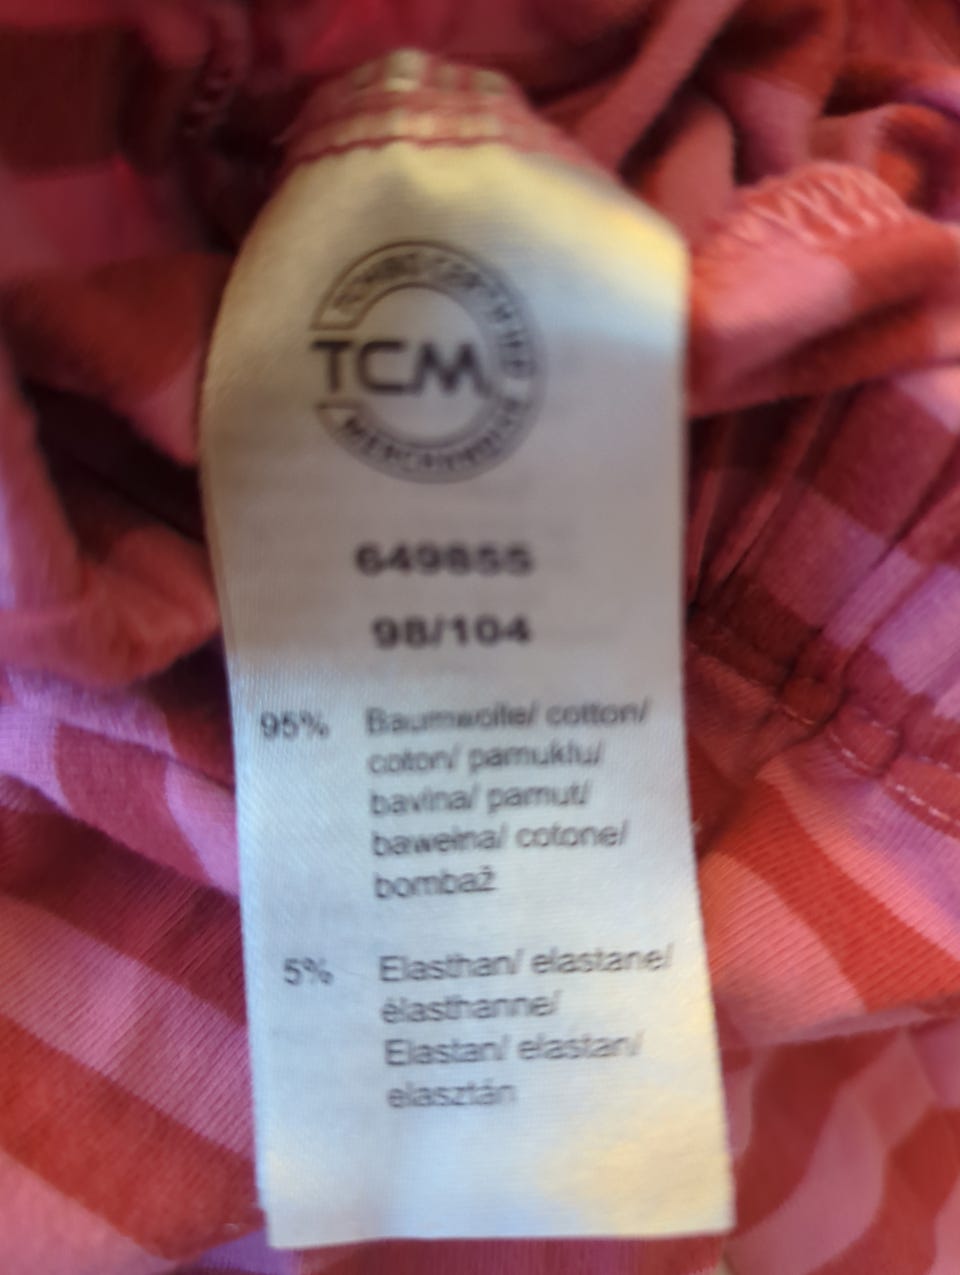 TCM
649855
98/104
95% Baumwolle/ cotton/
coton/ pamuklu/
bavlna/ pamut/
bawełna/ cotone/
bombaž
5% Elasthan/ elastane/
élasthanne/
Elastan/ elastan/
elasztán